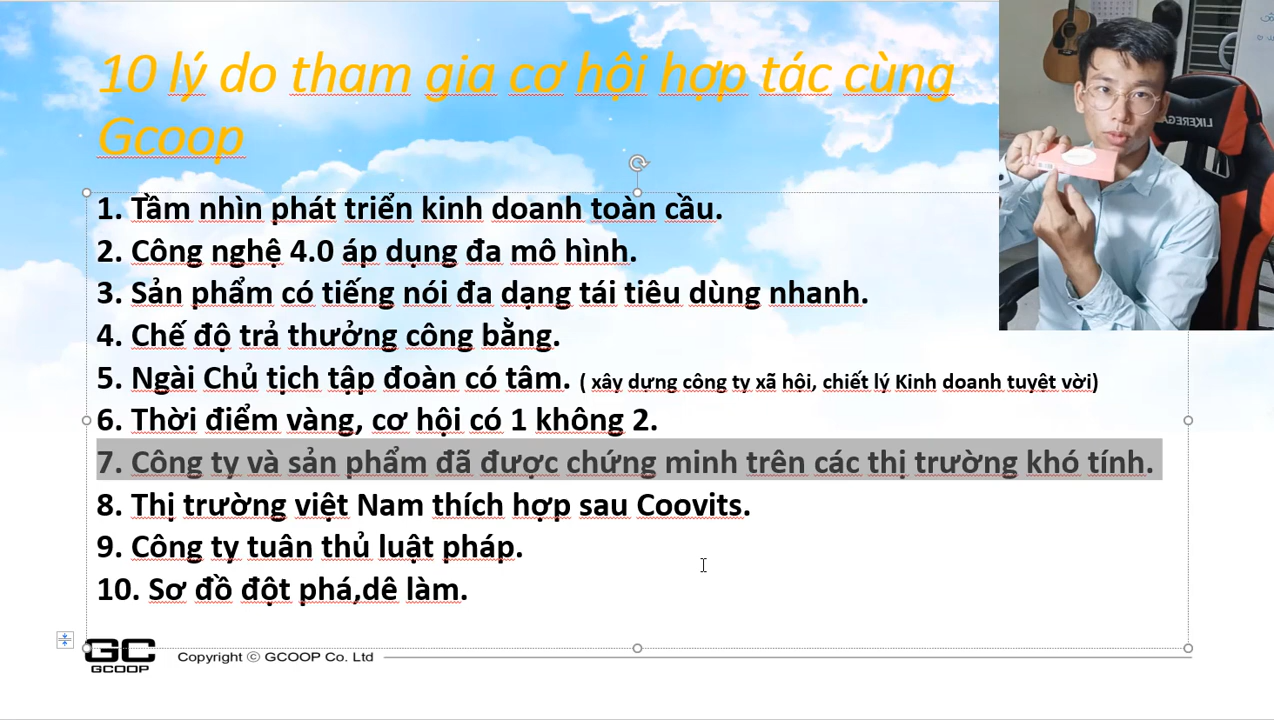 10 lý do tham gia cơ hội hợp tác cùng
Gcoop
1. Tầm nhìn phát triển kinh doanh toàn cầu.
2. Công nghệ 4.0 áp dụng đa mô hình.
3. Sản phẩm có tiếng nói đa dạng tái tiêu dùng nhanh.
4. Chế độ trả thưởng công bằng.
5. Ngài Chủ tịch tập đoàn có tâm. ( xây dựng công ty xã hội, chiết lý Kinh doanh tuyệt vời)
6. Thời điểm vàng, cơ hội có 1 không 2.
7. Công ty và sản phẩm đã được chứng minh trên các thị trường khó tính.
8. Thị trường việt Nam thích hợp sau Coovits.
9. Công ty tuân thủ luật pháp.
10. Sơ đồ đột phá,dê làm.
GC
GCOOP
Copyright © GCOOP Co. Ltd